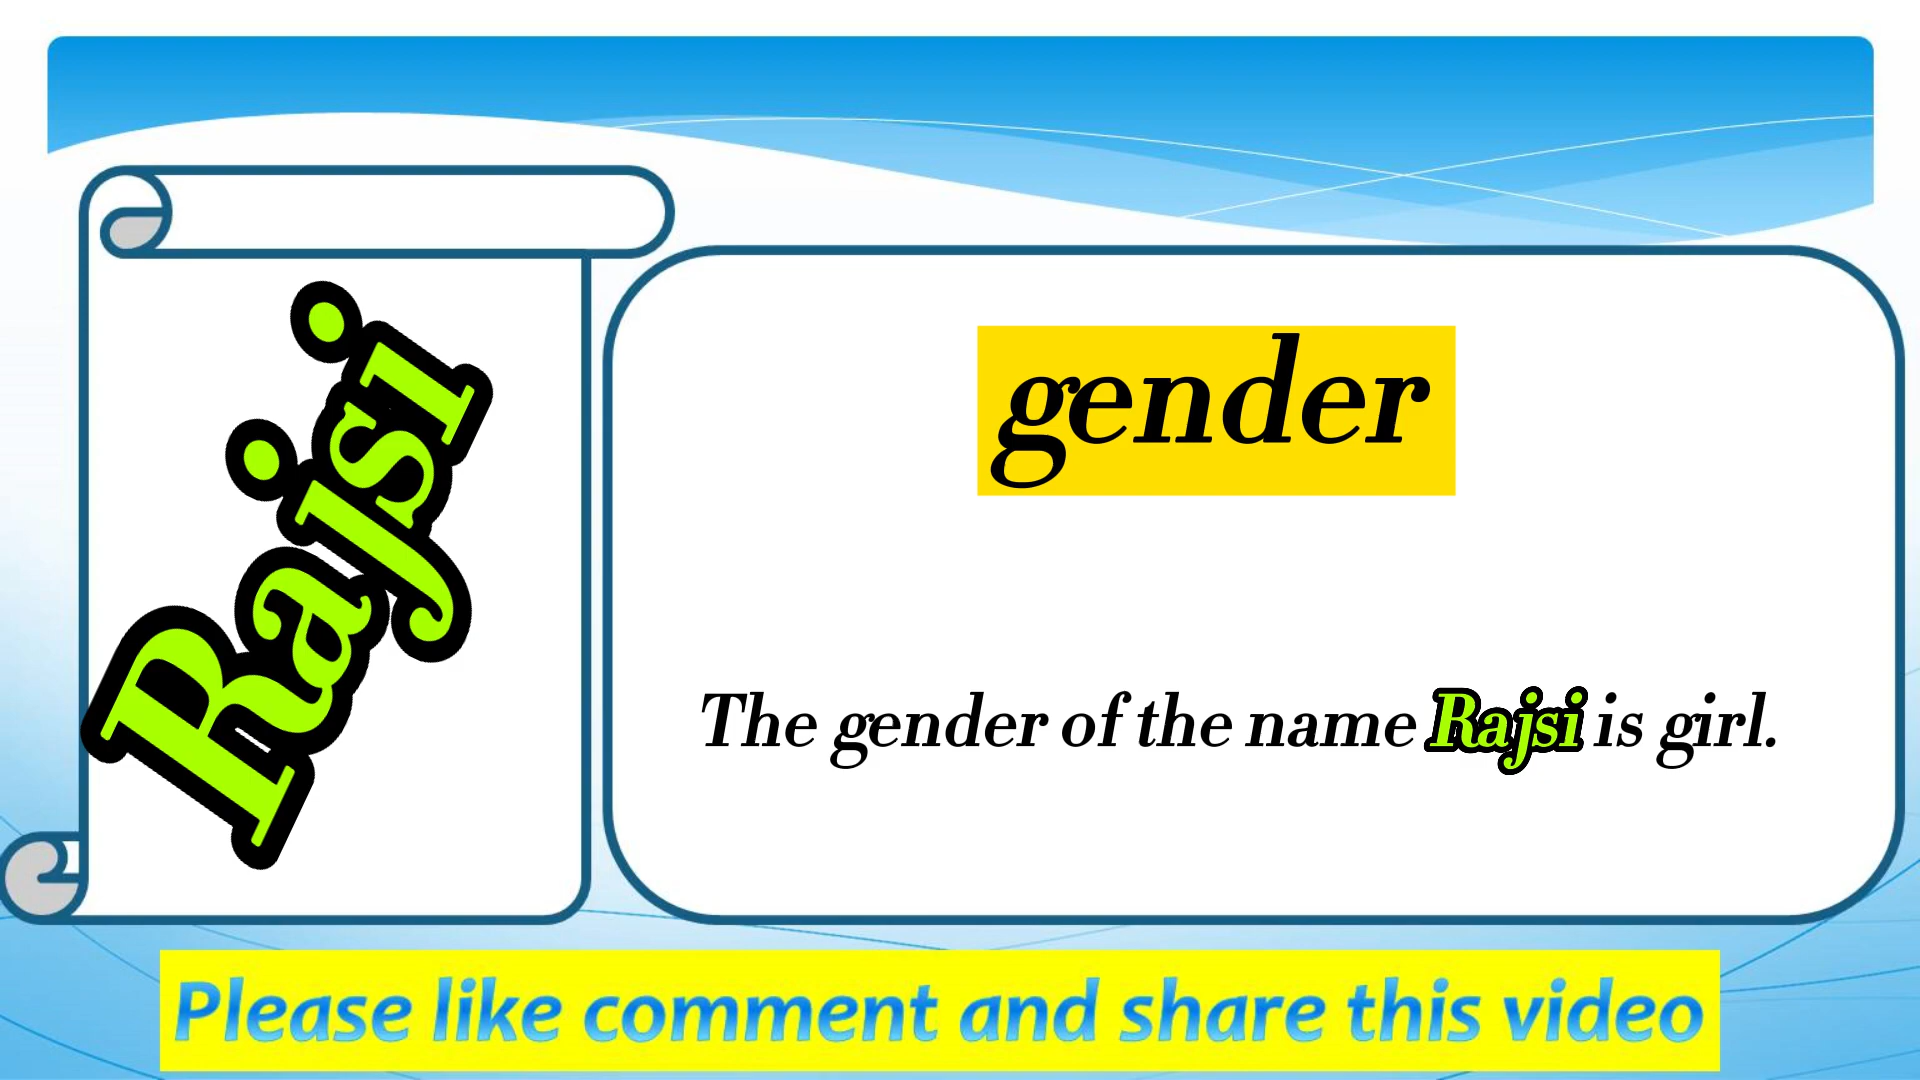 Rajsi
gender
The gender of the name Rajsi is girl.
Please like comment and share this video